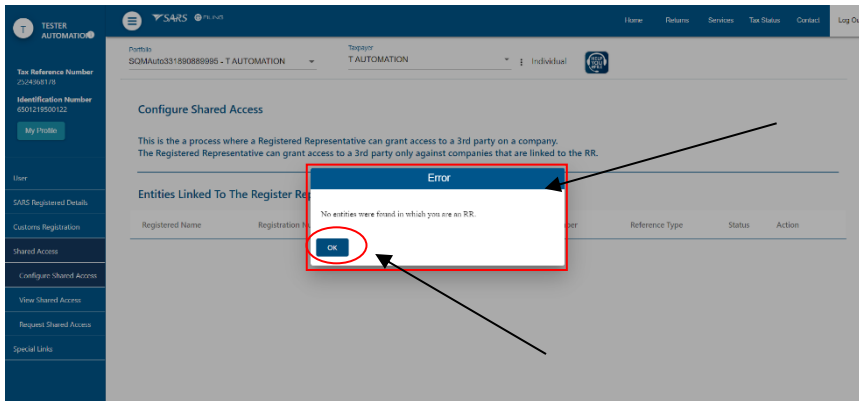 T
TESTER
AUTOMATION
SARS eFILING
Home Returns Services Tax Status Contact Log Ou
Portfolio
SQMAuto331890889995 - T AUTOMATION
Taxpayer
T AUTOMATION
Individual
HELP YOU
Tax Reference Number
2524368178
Identification Number
6501219500122
My Profile
User
SARS Registered Details
Customs Registration
Shared Access
Configure Shared Access
View Shared Access
Request Shared Access
Special Links
Configure Shared Access
This is the a process where a Registered Representative can grant access to a 3rd party on a company.
The Registered Representative can grant access to a 3rd party only against companies that are linked to the RR.
Entities Linked To The Register Rep
Registered Name Registration N ber Reference Type Status Action
Error
No entities were found in which you are an RR.
OK